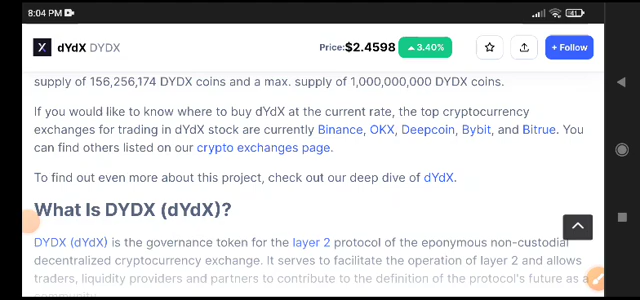 8:04 PM
dYdX DYDX Price:$2.4598 3.40% + Follow
supply of 156,256,174 DYDX coins and a max. supply of 1,000,000,000 DYDX coins.
If you would like to know where to buy dYdX at the current rate, the top cryptocurrency
exchanges for trading in dYdX stock are currently Binance, OKX, Deepcoin, Bybit, and Bitrue. You
can find others listed on our crypto exchanges page.
To find out even more about this project, check out our deep dive of dYdX.
What Is DYDX (dYdX)?
DYDX (dYdX) is the governance token for the layer 2 protocol of the eponymous non-custodial
decentralized cryptocurrency exchange. It serves to facilitate the operation of layer 2 and allows
traders, liquidity providers and partners to contribute to the definition of the protocol's future as a